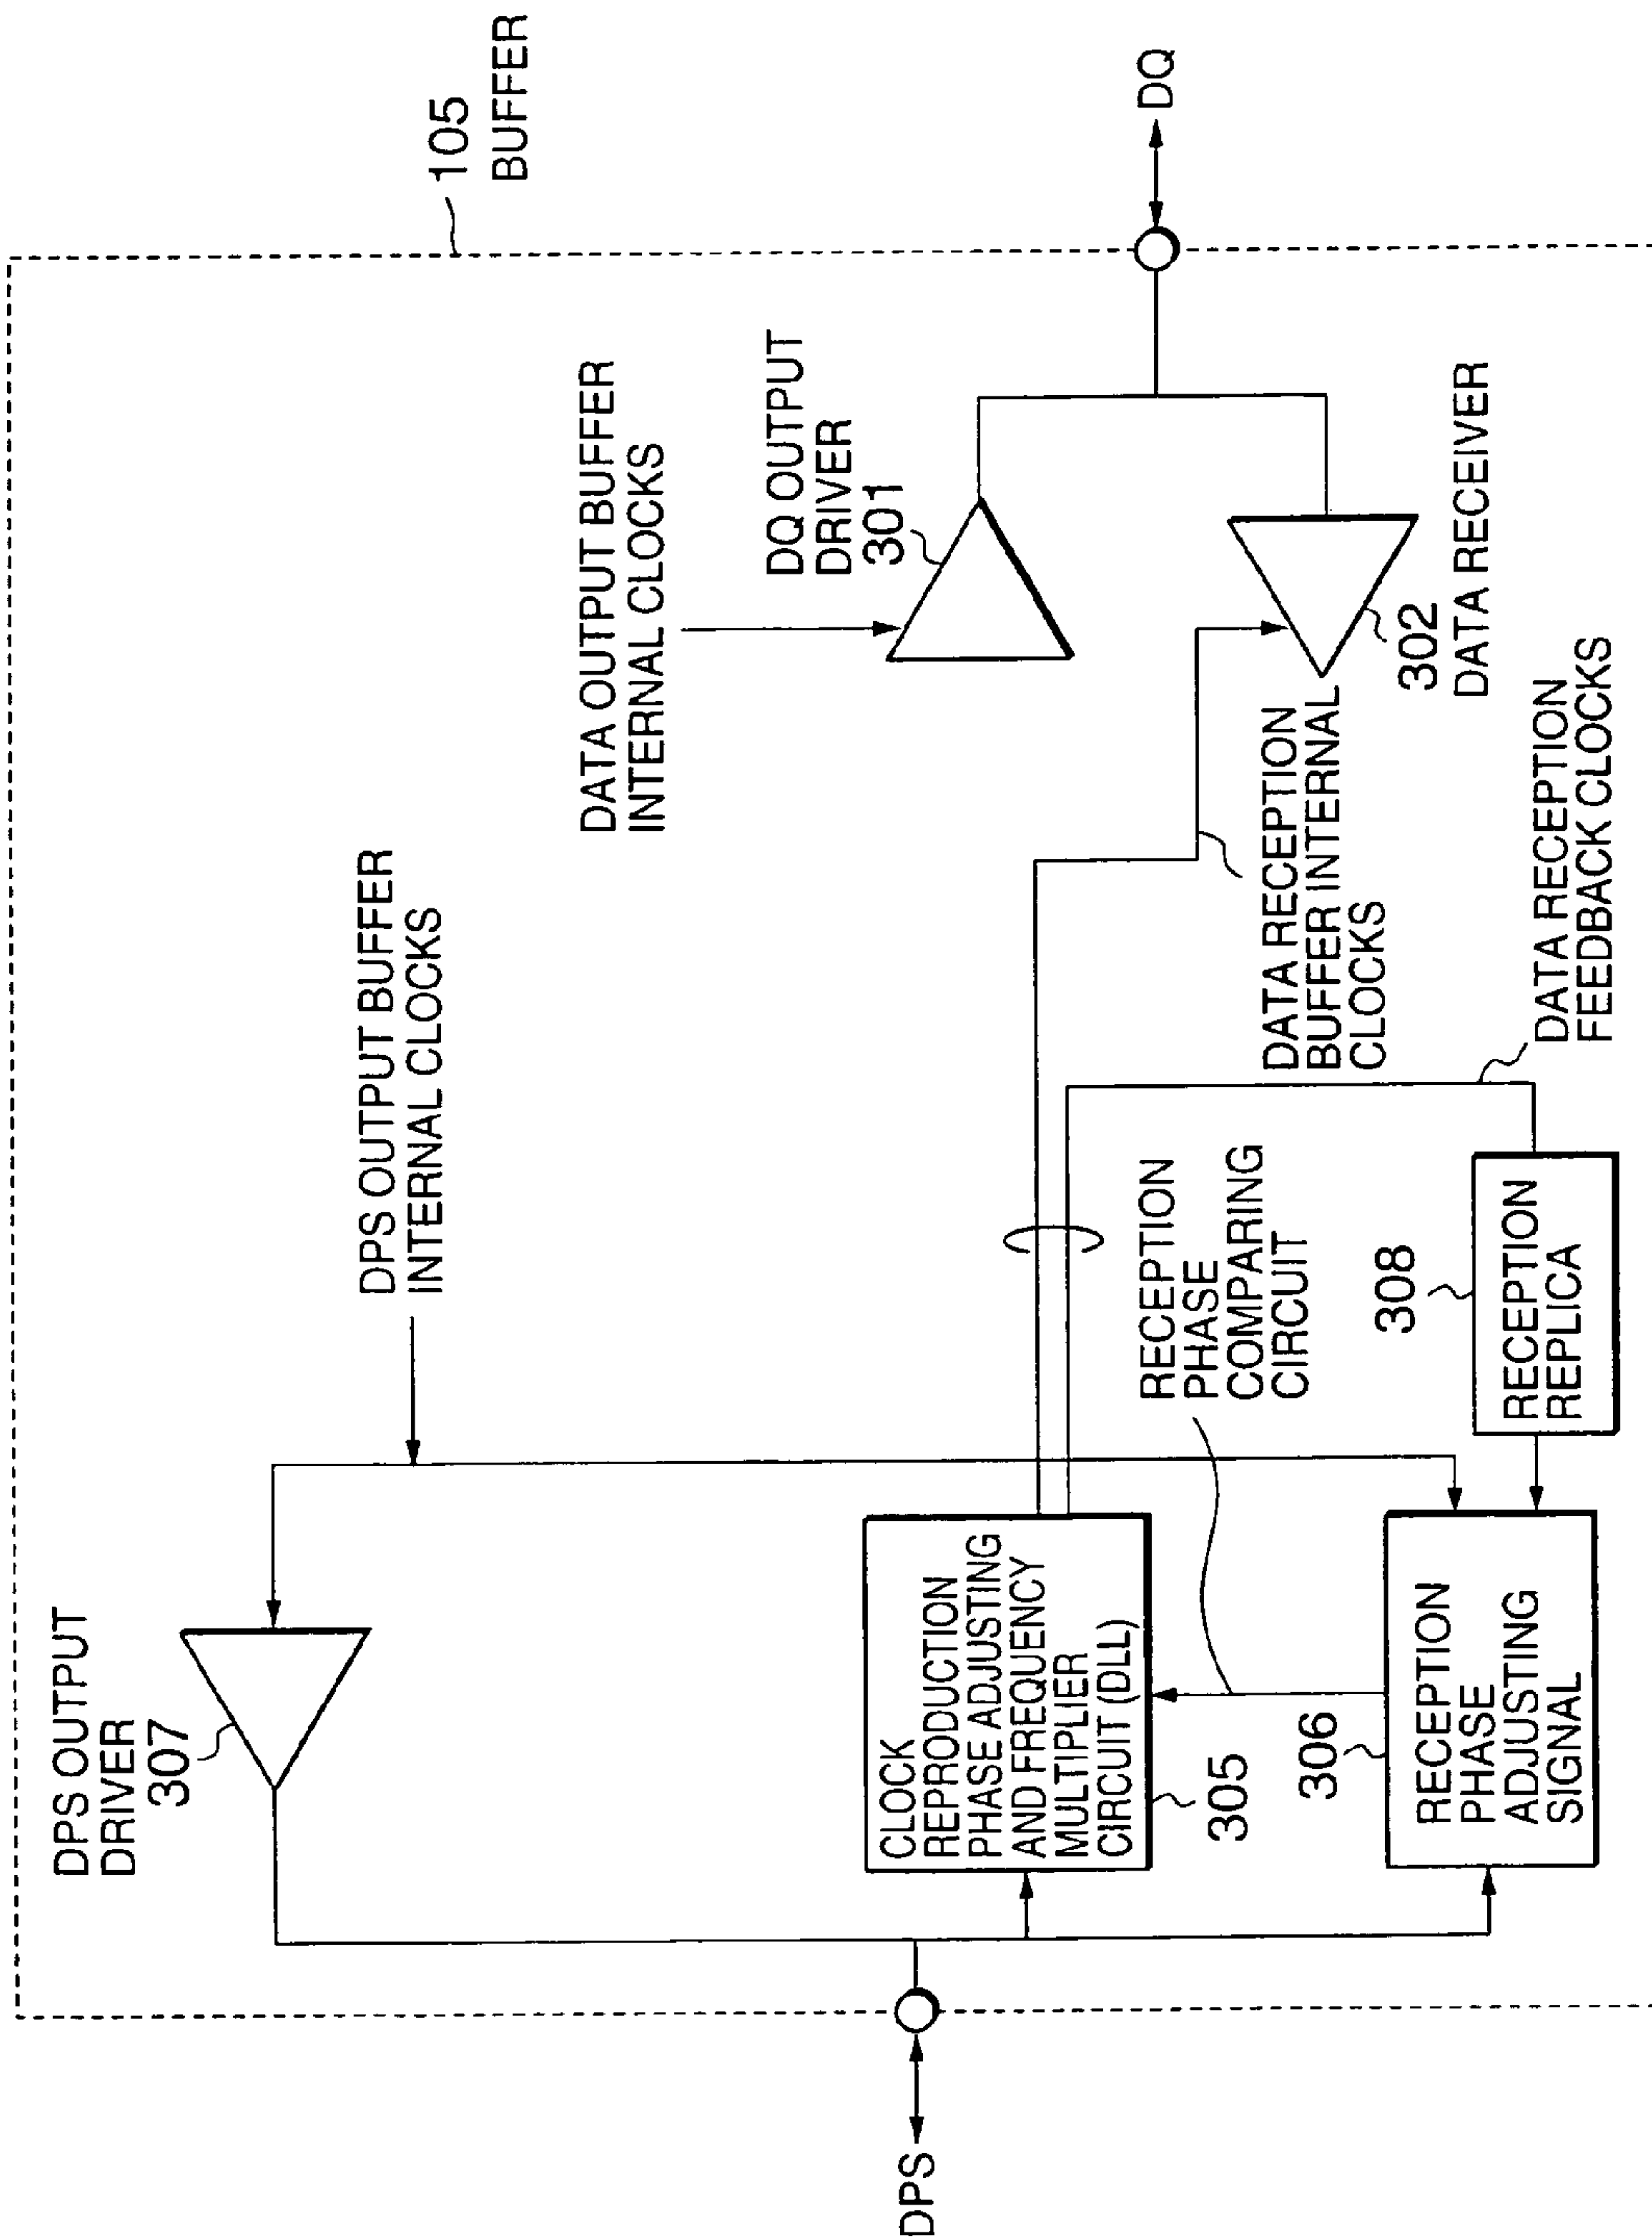 105
BUFFER
DPS OUTPUT
DRIVER
307
DPS OUTPUT BUFFER
INTERNAL CLOCKS
DATA OUTPUT BUFFER
INTERNAL CLOCKS
DQ OUTPUT
DRIVER
301
DPS
DQ
CLOCK
REPRODUCTION
PHASE ADJUSTING
AND FREQUENCY
MULTIPLIER
CIRCUIT (DLL)
305
RECEPTION
PHASE
COMPARING
CIRCUIT
DATA RECEPTION
BUFFER INTERNAL
CLOCKS
302
DATA RECEIVER
306
RECEPTION
PHASE
ADJUSTING
SIGNAL
308
RECEPTION
REPLICA
DATA RECEPTION
FEEDBACK CLOCKS